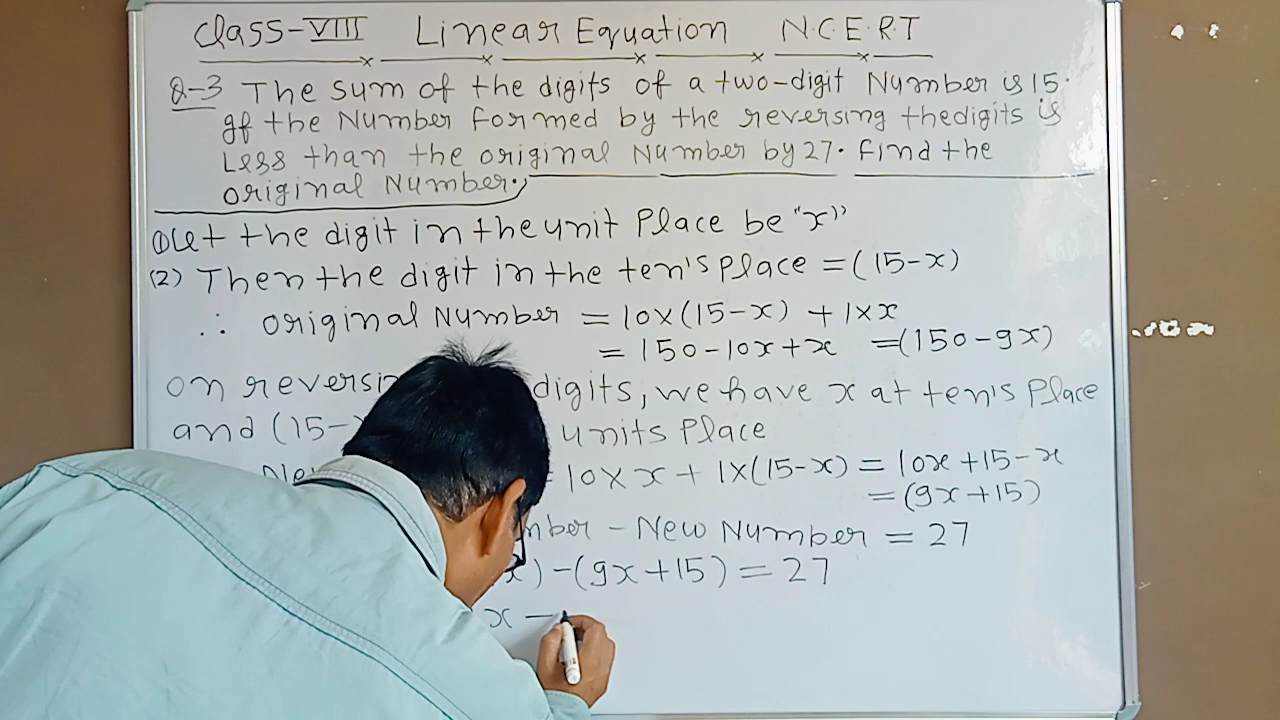 Class-VIII Linear Equation N.C.E.R.T
Q-3 The sum of the digits of a two-digit Number is 15.
If the Number formed by the reversing thedigits is
Less than the original Number by 27. find the
original Number.
(1) Let the digit in the unit Place be "x"
(2) Then the digit in the ten's place = (15-x)
∴ original Number = 10×(15-x) + 1×x
= 150-10x+x =(150-9x)
on digits, we have x at ten's Place
and (15- units Place
10×x + 1×(15-x) = 10x +15-x
= (9x+15)
- New Number = 27
x) -(9x+15) = 27
x -